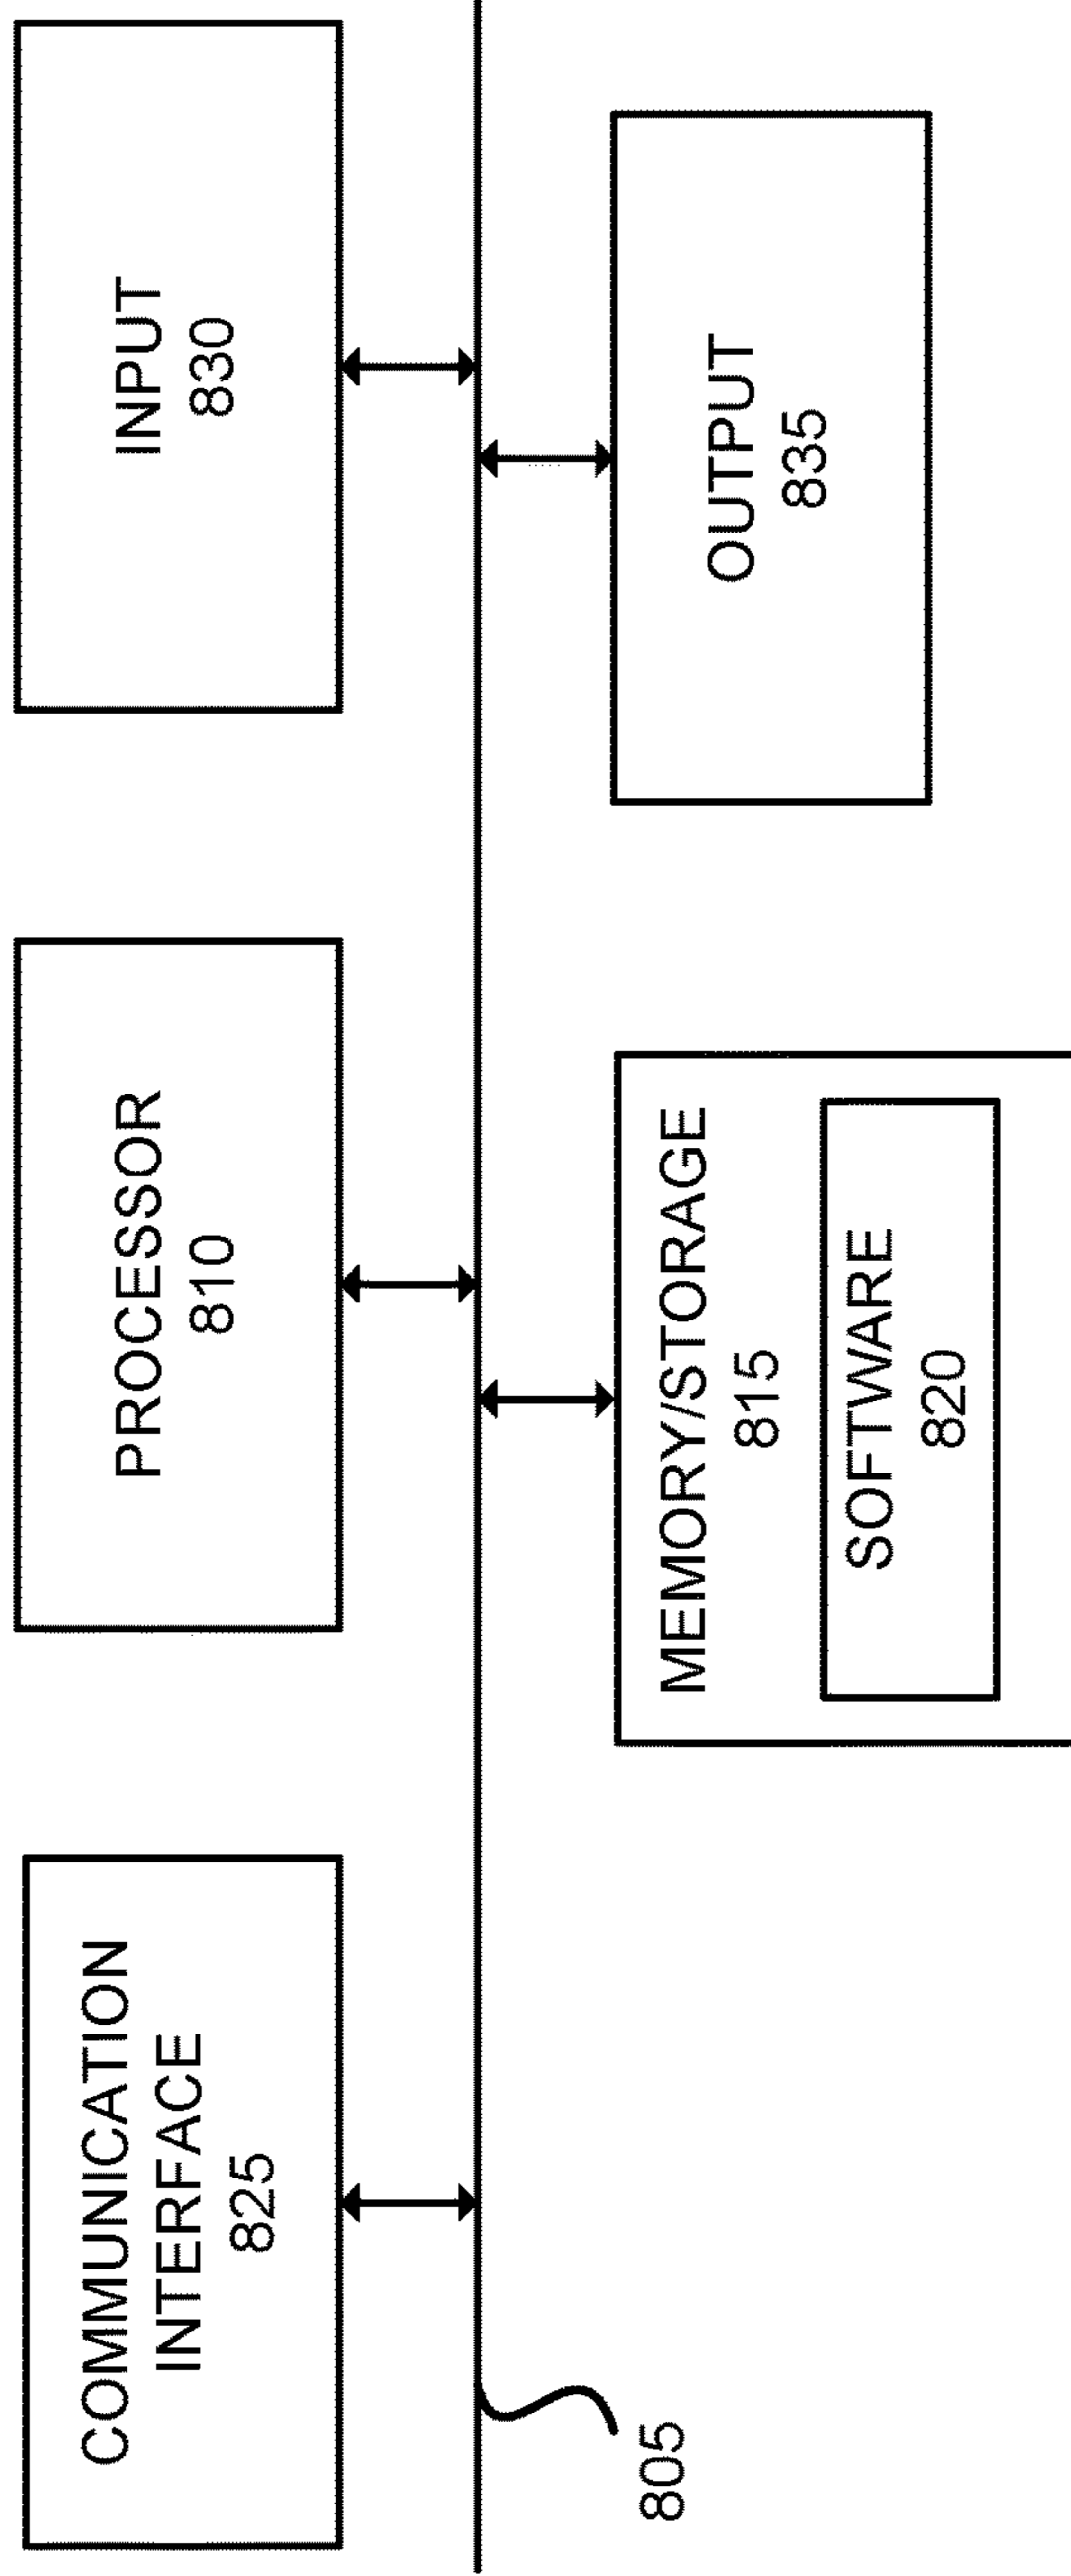 COMMUNICATION
INTERFACE
825
PROCESSOR
810
INPUT
830
805
MEMORY/STORAGE
815
SOFTWARE
820
OUTPUT
835